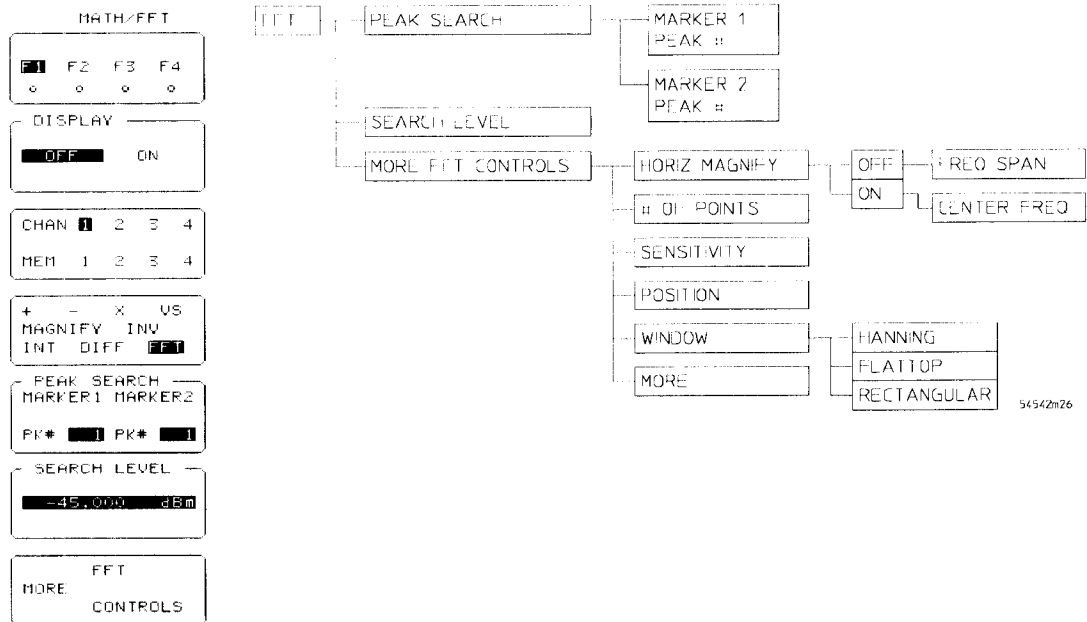 MATH/FFT
F1 F2 F3 F4
DISPLAY
OFF ON
CHAN 1 2 3 4
MEM 1 2 3 4
+ - X VS
MAGNIFY INV
INT DIFF FFT
PEAK SEARCH
MARKER1 MARKER2
PK# 1 PK# 1
SEARCH LEVEL
-45.000 dBm
FFT
MORE
CONTROLS
FFT
PEAK SEARCH
MARKER 1
PEAK #
MARKER 2
PEAK #
SEARCH LEVEL
MORE FFT CONTROLS
HORIZ MAGNIFY
OFF
FREQ SPAN
ON
CENTER FREQ
# OF POINTS
SENSITIVITY
POSITION
WINDOW
HANNING
FLATTOP
RECTANGULAR
MORE
54542m26